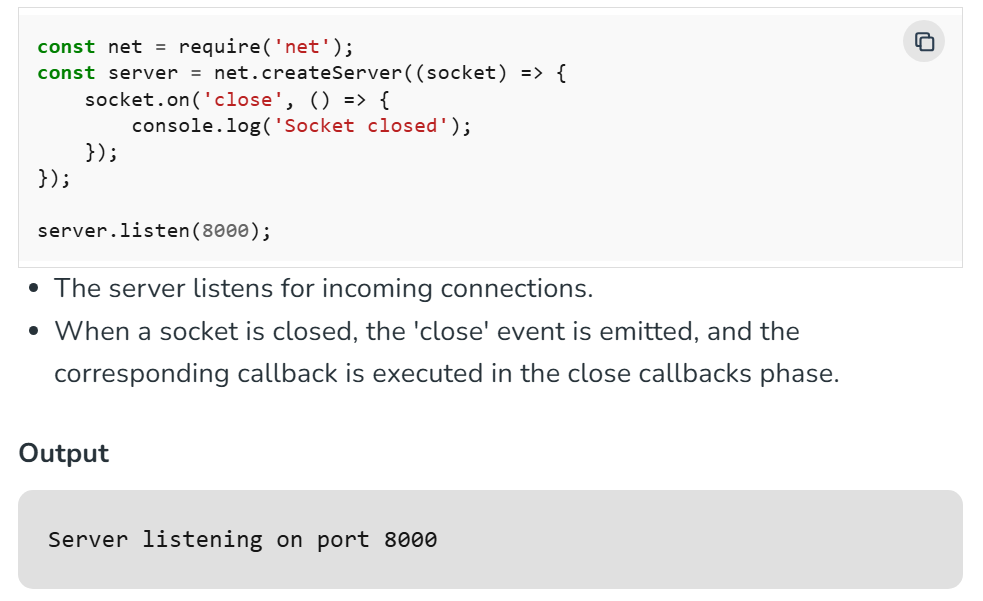 const net = require('net');
const server = net.createServer((socket) => {
    socket.on('close', () => {
        console.log('Socket closed');
    });
});

server.listen(8000);
• The server listens for incoming connections.
• When a socket is closed, the 'close' event is emitted, and the
corresponding callback is executed in the close callbacks phase.
Output
Server listening on port 8000